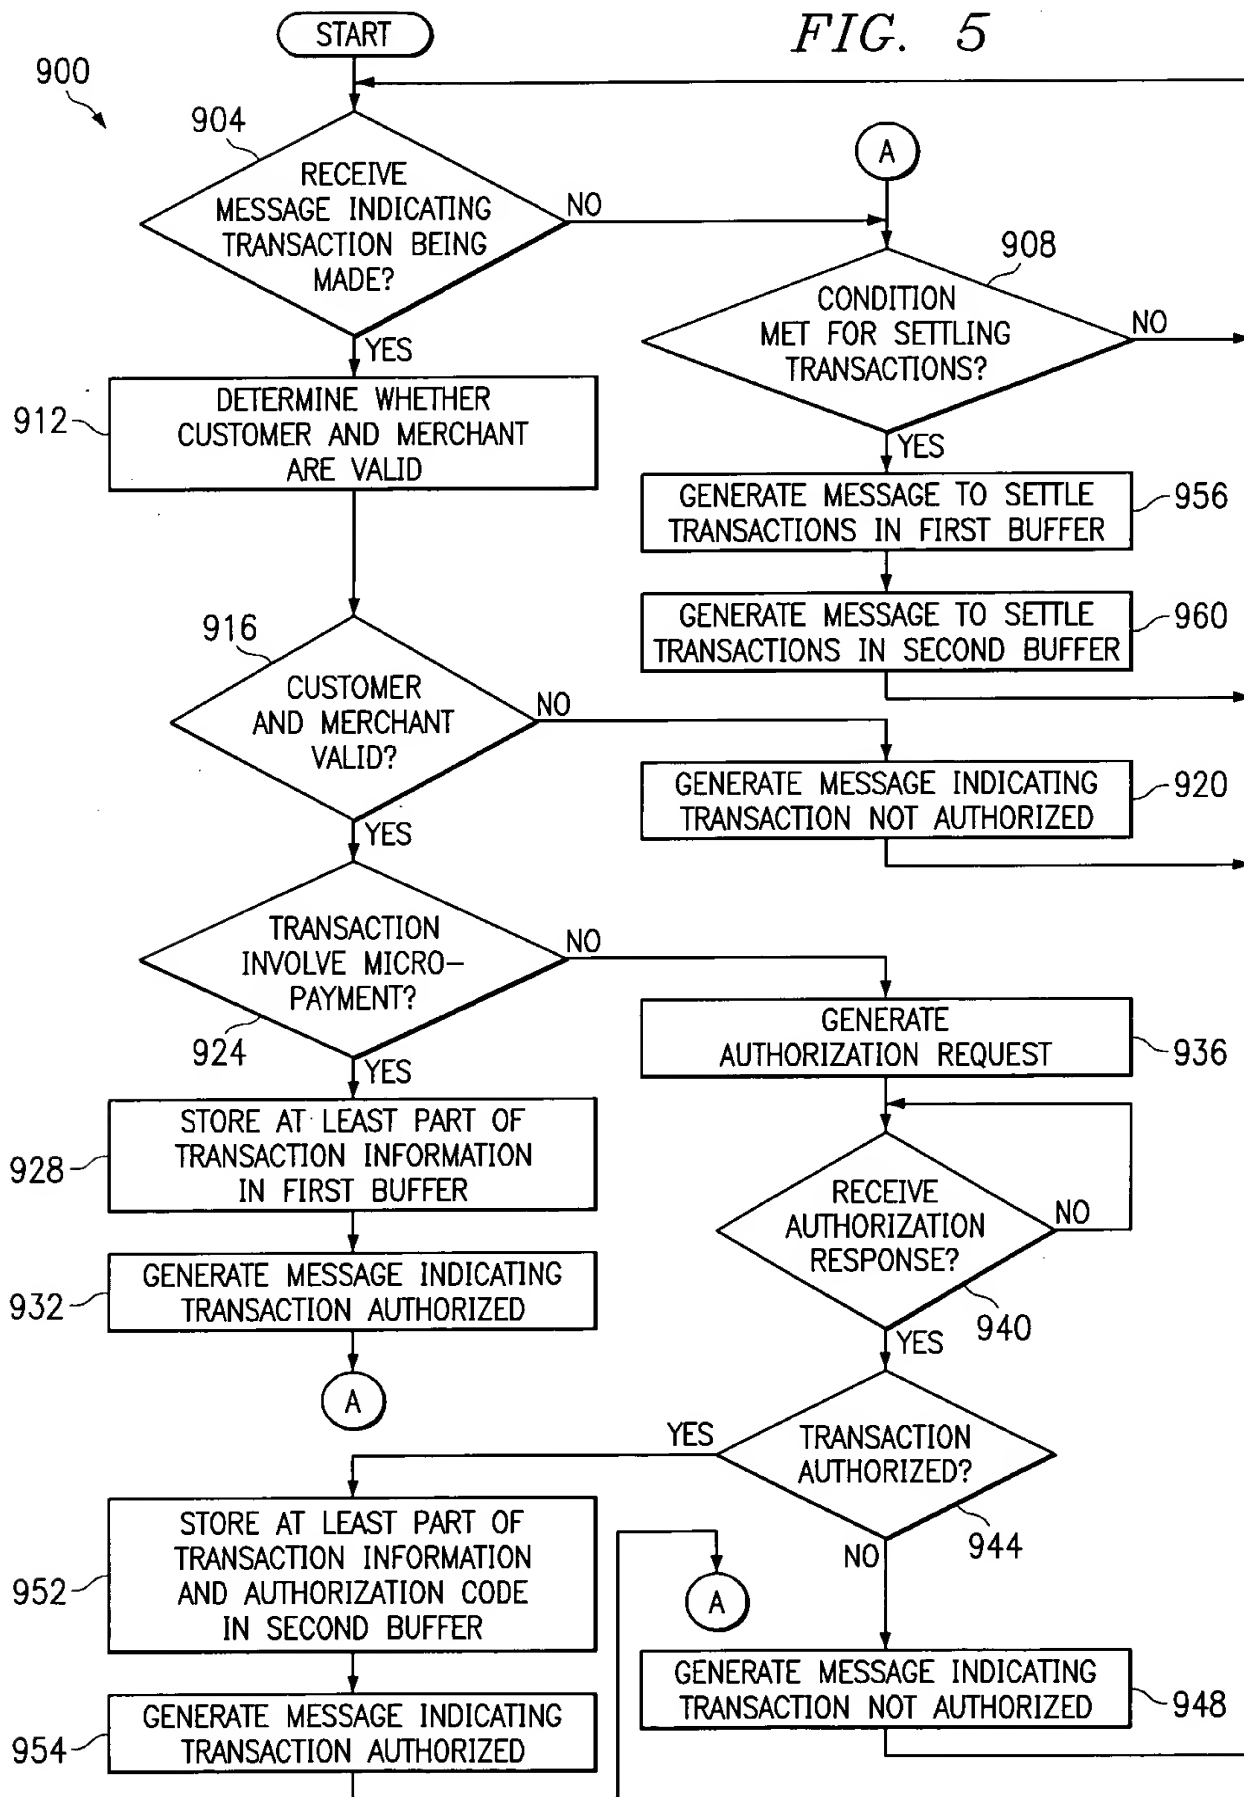 FIG. 5
START
900
904
RECEIVE
MESSAGE INDICATING
TRANSACTION BEING
MADE?
NO
YES
A
908
CONDITION
MET FOR SETTLING
TRANSACTIONS?
NO
YES
912
DETERMINE WHETHER
CUSTOMER AND MERCHANT
ARE VALID
GENERATE MESSAGE TO SETTLE
TRANSACTIONS IN FIRST BUFFER
956
GENERATE MESSAGE TO SETTLE
TRANSACTIONS IN SECOND BUFFER
960
916
CUSTOMER
AND MERCHANT
VALID?
NO
YES
GENERATE MESSAGE INDICATING
TRANSACTION NOT AUTHORIZED
920
TRANSACTION
INVOLVE MICRO-
PAYMENT?
NO
924
YES
GENERATE
AUTHORIZATION REQUEST
936
928
STORE AT LEAST PART OF
TRANSACTION INFORMATION
IN FIRST BUFFER
RECEIVE
AUTHORIZATION
RESPONSE?
NO
940
YES
932
GENERATE MESSAGE INDICATING
TRANSACTION AUTHORIZED
A
TRANSACTION
AUTHORIZED?
YES
944
NO
952
STORE AT LEAST PART OF
TRANSACTION INFORMATION
AND AUTHORIZATION CODE
IN SECOND BUFFER
A
GENERATE MESSAGE INDICATING
TRANSACTION NOT AUTHORIZED
948
954
GENERATE MESSAGE INDICATING
TRANSACTION AUTHORIZED